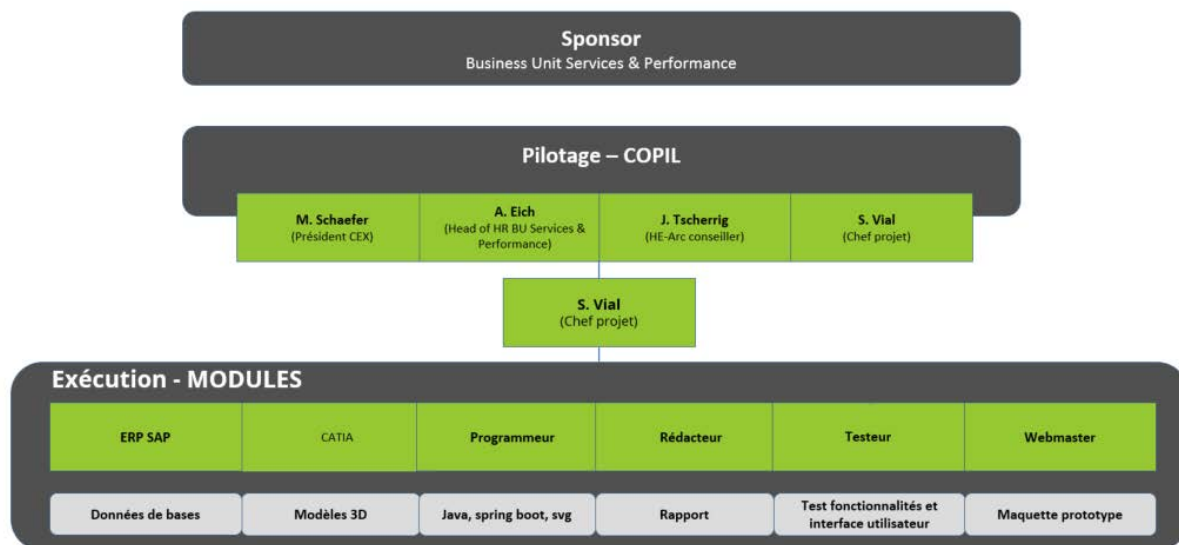 Sponsor
Business Unit Services & Performance
Pilotage – COPIL
M. Schaefer
(Président CEX)
A. Eich
(Head of HR BU Services &
Performance)
J. Tscherrig
(HE-Arc conseiller)
S. Vial
(Chef projet)
S. Vial
(Chef projet)
Exécution - MODULES
ERP SAP
CATIA
Programmeur
Rédacteur
Testeur
Webmaster
Données de bases
Modèles 3D
Java, spring boot, svg
Rapport
Test fonctionnalités et
interface utilisateur
Maquette prototype